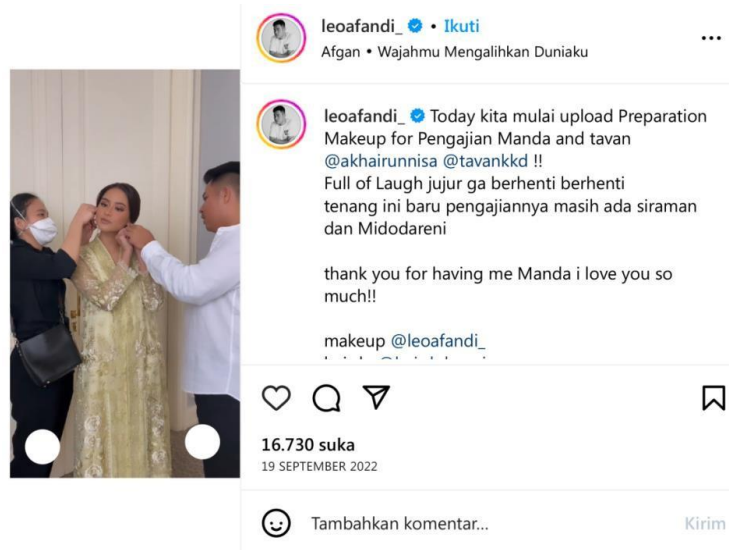 leoafandi_ • Ikuti
Afgan • Wajahmu Mengalihkan Duniaku
leoafandi_ Today kita mulai upload Preparation
Makeup for Pengajian Manda and tavan
@akhairunnisa @tavankkd !!
Full of Laugh jujur ga berhenti berhenti
tenang ini baru pengajiannya masih ada siraman
dan Midodareni
thank you for having me Manda i love you so
much!!
makeup @leoafandi_
16.730 suka
19 SEPTEMBER 2022
Tambahkan komentar...
Kirim